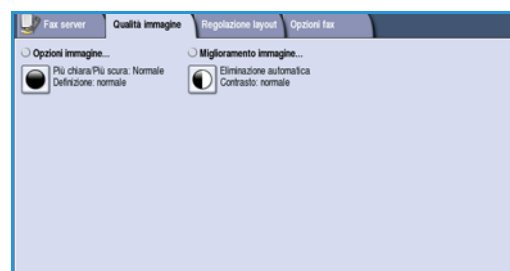 Fax server
Qualità immagine
Regolazione layout
Opzioni fax
Opzioni immagine...
Più chiara/Più scura: Normale
Definizione: normale
Miglioramento immagine...
Eliminazione automatica
Contrasto: normale